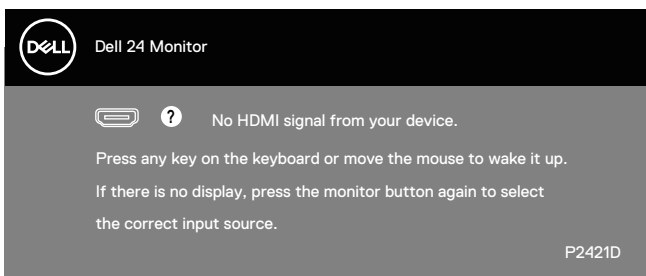 DELL
Dell 24 Monitor
? No HDMI signal from your device.
Press any key on the keyboard or move the mouse to wake it up.
If there is no display, press the monitor button again to select
the correct input source.
P2421D